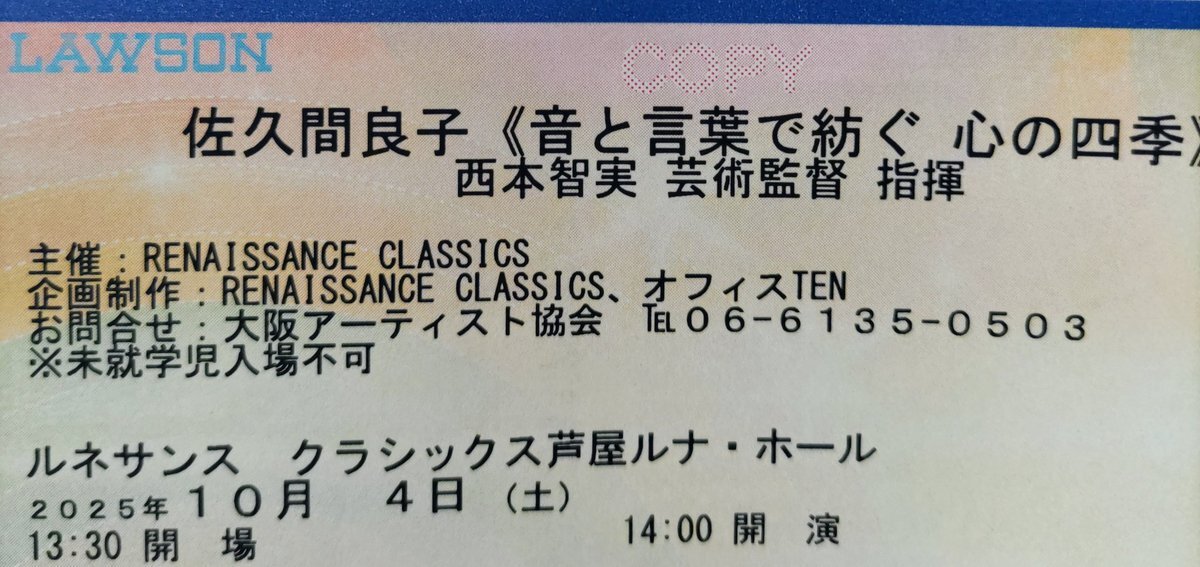 LAWSON
COPY
佐久間良子《音と言葉で紡ぐ 心の四季》
西本智実 芸術監督 指揮
主催：RENAISSANCE CLASSICS
企画制作：RENAISSANCE CLASSICS、オフィスTEN
お問合せ：大阪アーティスト協会 ℡０６−６１３５−０５０３
※未就学児入場不可
ルネサンス クラシックス芦屋ルナ・ホール
２０２５年１０月 ４日（土）
13:30 開 場 14:00 開 演